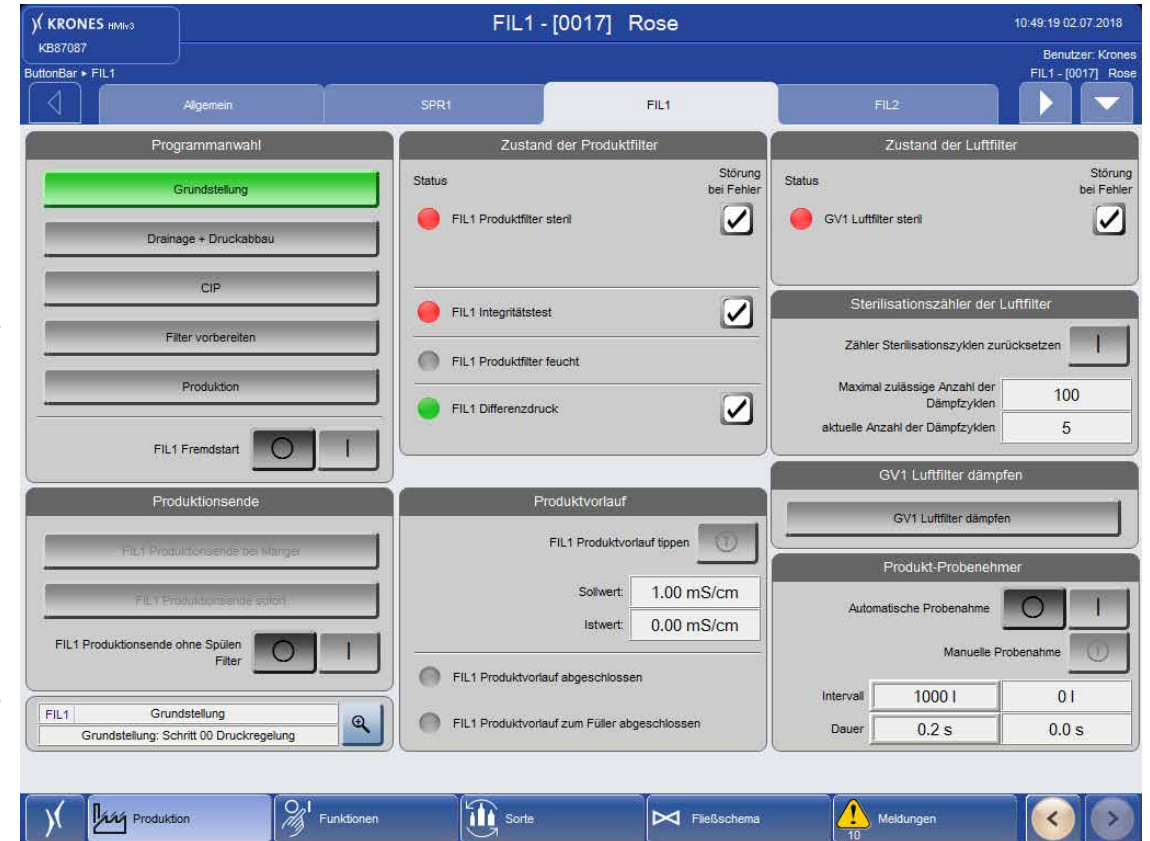 KRONES HMIv3
FIL1 - [0017] Rose
10:49:19 02.07.2018
KB87087
Benutzer: Krones
ButtonBar ▸ FIL1
FIL1 - [0017] Rose
Allgemein
SPR1
FIL1
FIL2
Programmanwahl
Grundstellung
Drainage + Druckabbau
CIP
Filter vorbereiten
Produktion
FIL1 Fremdstart
Produktionsende
FIL1 Produktionsende bei Manger
FIL1 Produktionsende sofort
FIL1 Produktionsende ohne Spülen
Filter
FIL1
Grundstellung
Grundstellung: Schritt 00 Druckregelung
Zustand der Produktfilter
Status
Störung
bei Fehler
FIL1 Produktfilter steril
FIL1 Integritätstest
FIL1 Produktfilter feucht
FIL1 Differenzdruck
Produktvorlauf
FIL1 Produktvorlauf tippen
Sollwert: 1.00 mS/cm
Istwert: 0.00 mS/cm
FIL1 Produktvorlauf abgeschlossen
FIL1 Produktvorlauf zum Füller abgeschlossen
Zustand der Luftfilter
Status
Störung
bei Fehler
GV1 Luftfilter steril
Sterilisationszähler der Luftfilter
Zähler Sterilisationszyklen zurücksetzen
Maximal zulässige Anzahl der
Dämpfzyklen
100
aktuelle Anzahl der Dämpfzyklen 5
GV1 Luftfilter dämpfen
GV1 Luftfilter dämpfen
Produkt-Probenehmer
Automatische Probenahme
Manuelle Probenahme
Intervall 1000 l 0 l
Dauer 0.2 s 0.0 s
Produktion
Funktionen
Sorte
Fließschema
10
Meldungen